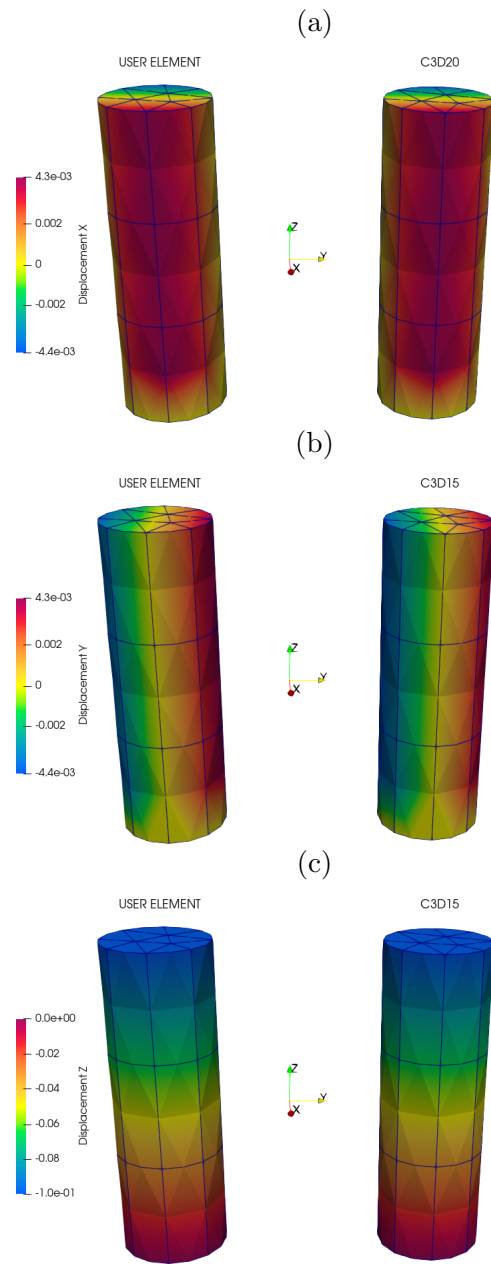 (a)
USER ELEMENT
C3D20
4.3e-03
0.002
0
-0.002
-4.4e-03
Displacement X
Z
Y
X
(b)
USER ELEMENT
C3D15
4.3e-03
0.002
0
-0.002
-4.4e-03
Displacement Y
Z
Y
X
(c)
USER ELEMENT
C3D15
0.0e+00
-0.02
-0.04
-0.06
-0.08
-1.0e-01
Displacement Z
Z
Y
X